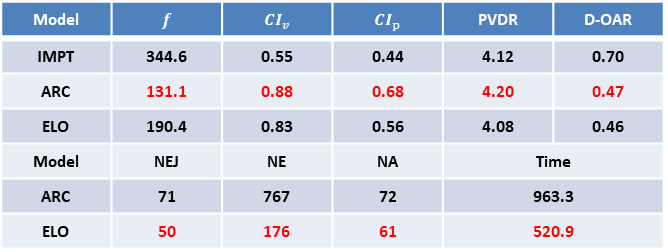 Model f CIv CIp PVDR D-OAR
IMPT 344.6 0.55 0.44 4.12 0.70
ARC 131.1 0.88 0.68 4.20 0.47
ELO 190.4 0.83 0.56 4.08 0.46
Model NEJ NE NA Time
ARC 71 767 72 963.3
ELO 50 176 61 520.9